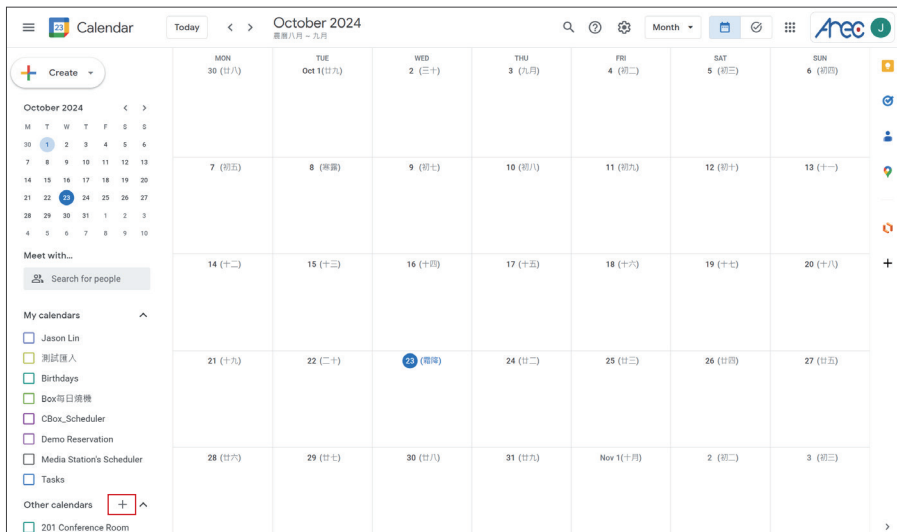 Calendar
Today
October 2024
農曆八月 – 九月
Month
Arec
J
Create
October 2024
M T W T F S S
30 1 2 3 4 5 6
7 8 9 10 11 12 13
14 15 16 17 18 19 20
21 22 23 24 25 26 27
28 29 30 31 1 2 3
4 5 6 7 8 9 10
Meet with...
Search for people
My calendars
Jason Lin
測試匯入
Birthdays
Box每日燒機
CBox_Scheduler
Demo Reservation
Media Station's Scheduler
Tasks
Other calendars
201 Conference Room
MON TUE WED THU FRI SAT SUN
30 (廿八) Oct 1(廿九) 2 (三十) 3 (九月) 4 (初二) 5 (初三) 6 (初四)
7 (初五) 8 (寒露) 9 (初七) 10 (初八) 11 (初九) 12 (初十) 13 (十一)
14 (十二) 15 (十三) 16 (十四) 17 (十五) 18 (十六) 19 (十七) 20 (十八)
21 (十九) 22 (二十) 23 (霜降) 24 (廿二) 25 (廿三) 26 (廿四) 27 (廿五)
28 (廿六) 29 (廿七) 30 (廿八) 31 (廿九) Nov 1(十月) 2 (初二) 3 (初三)